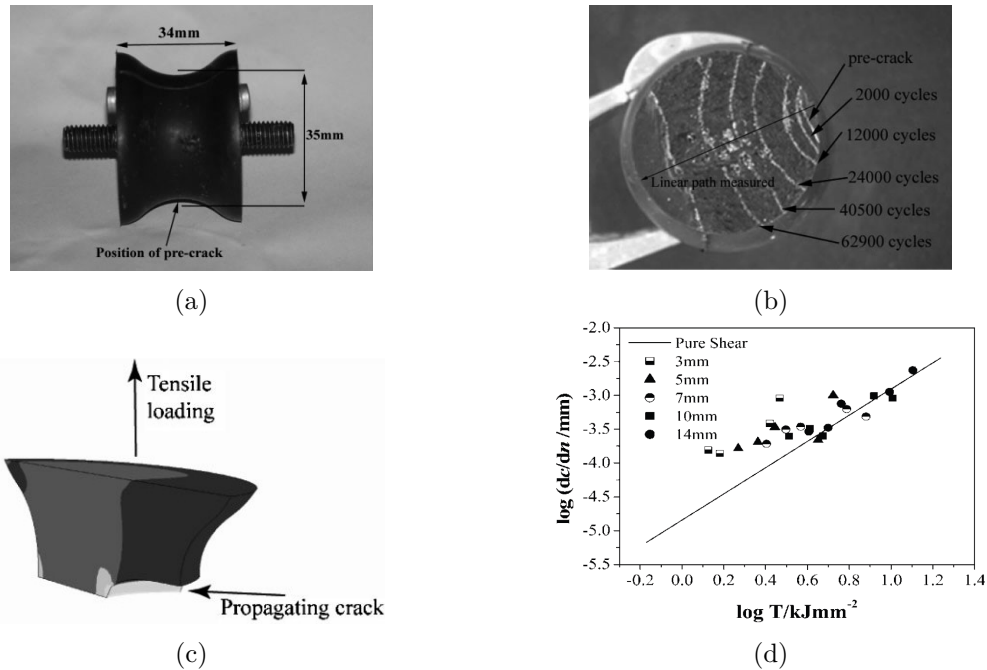 34mm
35mm
Position of pre-crack
(a)
pre-crack
2000 cycles
12000 cycles
24000 cycles
40500 cycles
62900 cycles
Linear path measured
(b)
Tensile
loading
Propagating crack
(c)
-2.0
-2.5
-3.0
-3.5
-4.0
-4.5
-5.0
-5.5
log (dc/dn /mm)
Pure Shear
3mm
5mm
7mm
10mm
14mm
-0.2 0.0 0.2 0.4 0.6 0.8 1.0 1.2 1.4
log T/kJmm⁻²
(d)